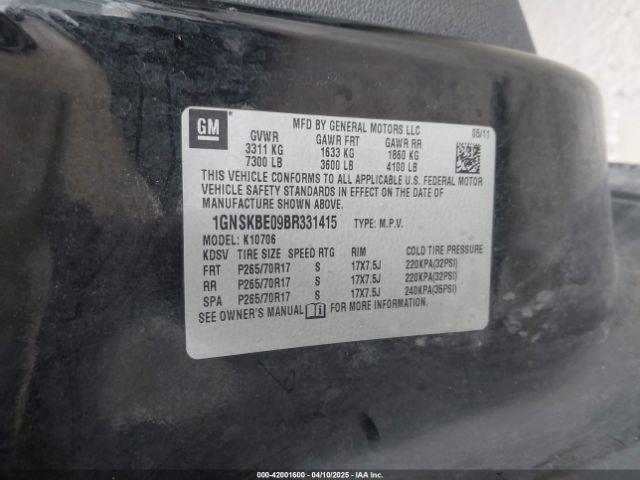 GM
MFD BY GENERAL MOTORS LLC
05/11
GVWR GAWR FRT GAWR RR
3311 KG 1633 KG 1860 KG
7300 LB 3600 LB 4100 LB
THIS VEHICLE CONFORMS TO ALL APPLICABLE U.S. FEDERAL MOTOR
VEHICLE SAFETY STANDARDS IN EFFECT ON THE DATE OF
MANUFACTURE SHOWN ABOVE.
1GNSKBE09BR331415 TYPE: M.P.V.
MODEL: K10706
KDSV TIRE SIZE SPEED RTG RIM COLD TIRE PRESSURE
FRT P265/70R17 S 17X7.5J 220KPA(32PSI)
RR P265/70R17 S 17X7.5J 220KPA(32PSI)
SPA P265/70R17 S 17X7.5J 240KPA(35PSI)
SEE OWNER'S MANUAL FOR MORE INFORMATION.
000-42001600 - 04/10/2025 - IAAI.COM